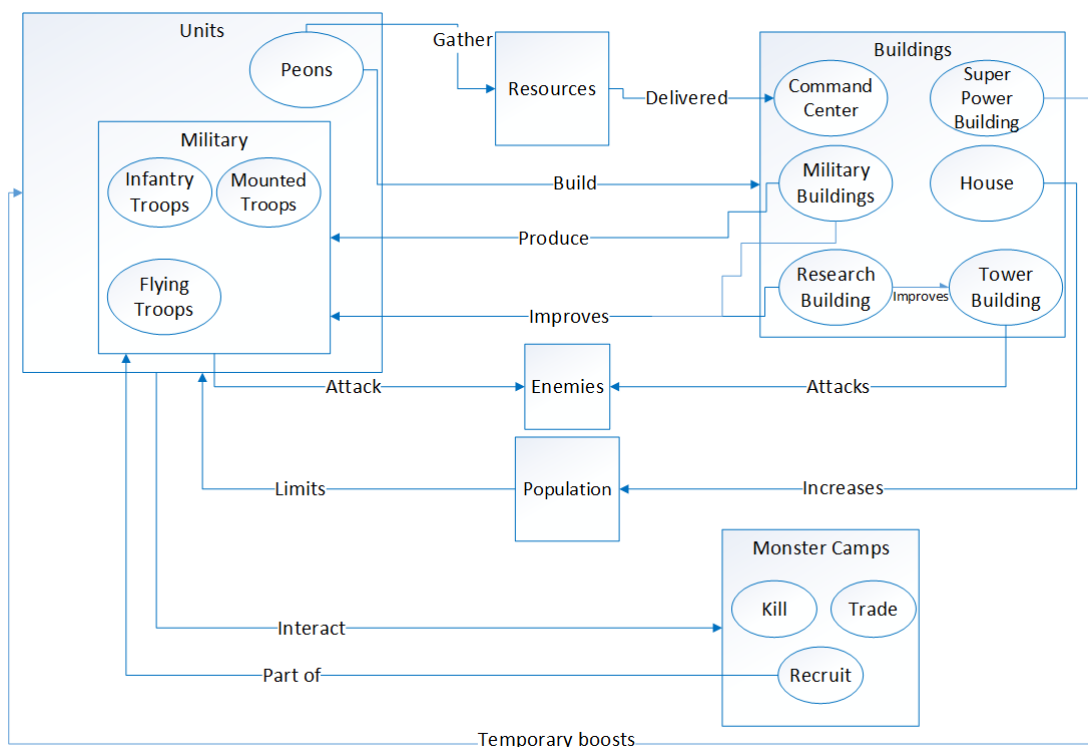 Units
Peons
Military
Infantry
Troops
Mounted
Troops
Flying
Troops
Gather
Resources
Delivered
Buildings
Command
Center
Super
Power
Building
Military
Buildings
House
Research
Building
Improves
Tower
Building
Build
Produce
Improves
Attack
Enemies
Attacks
Limits
Population
Increases
Monster Camps
Kill
Trade
Recruit
Interact
Part of
Temporary boosts